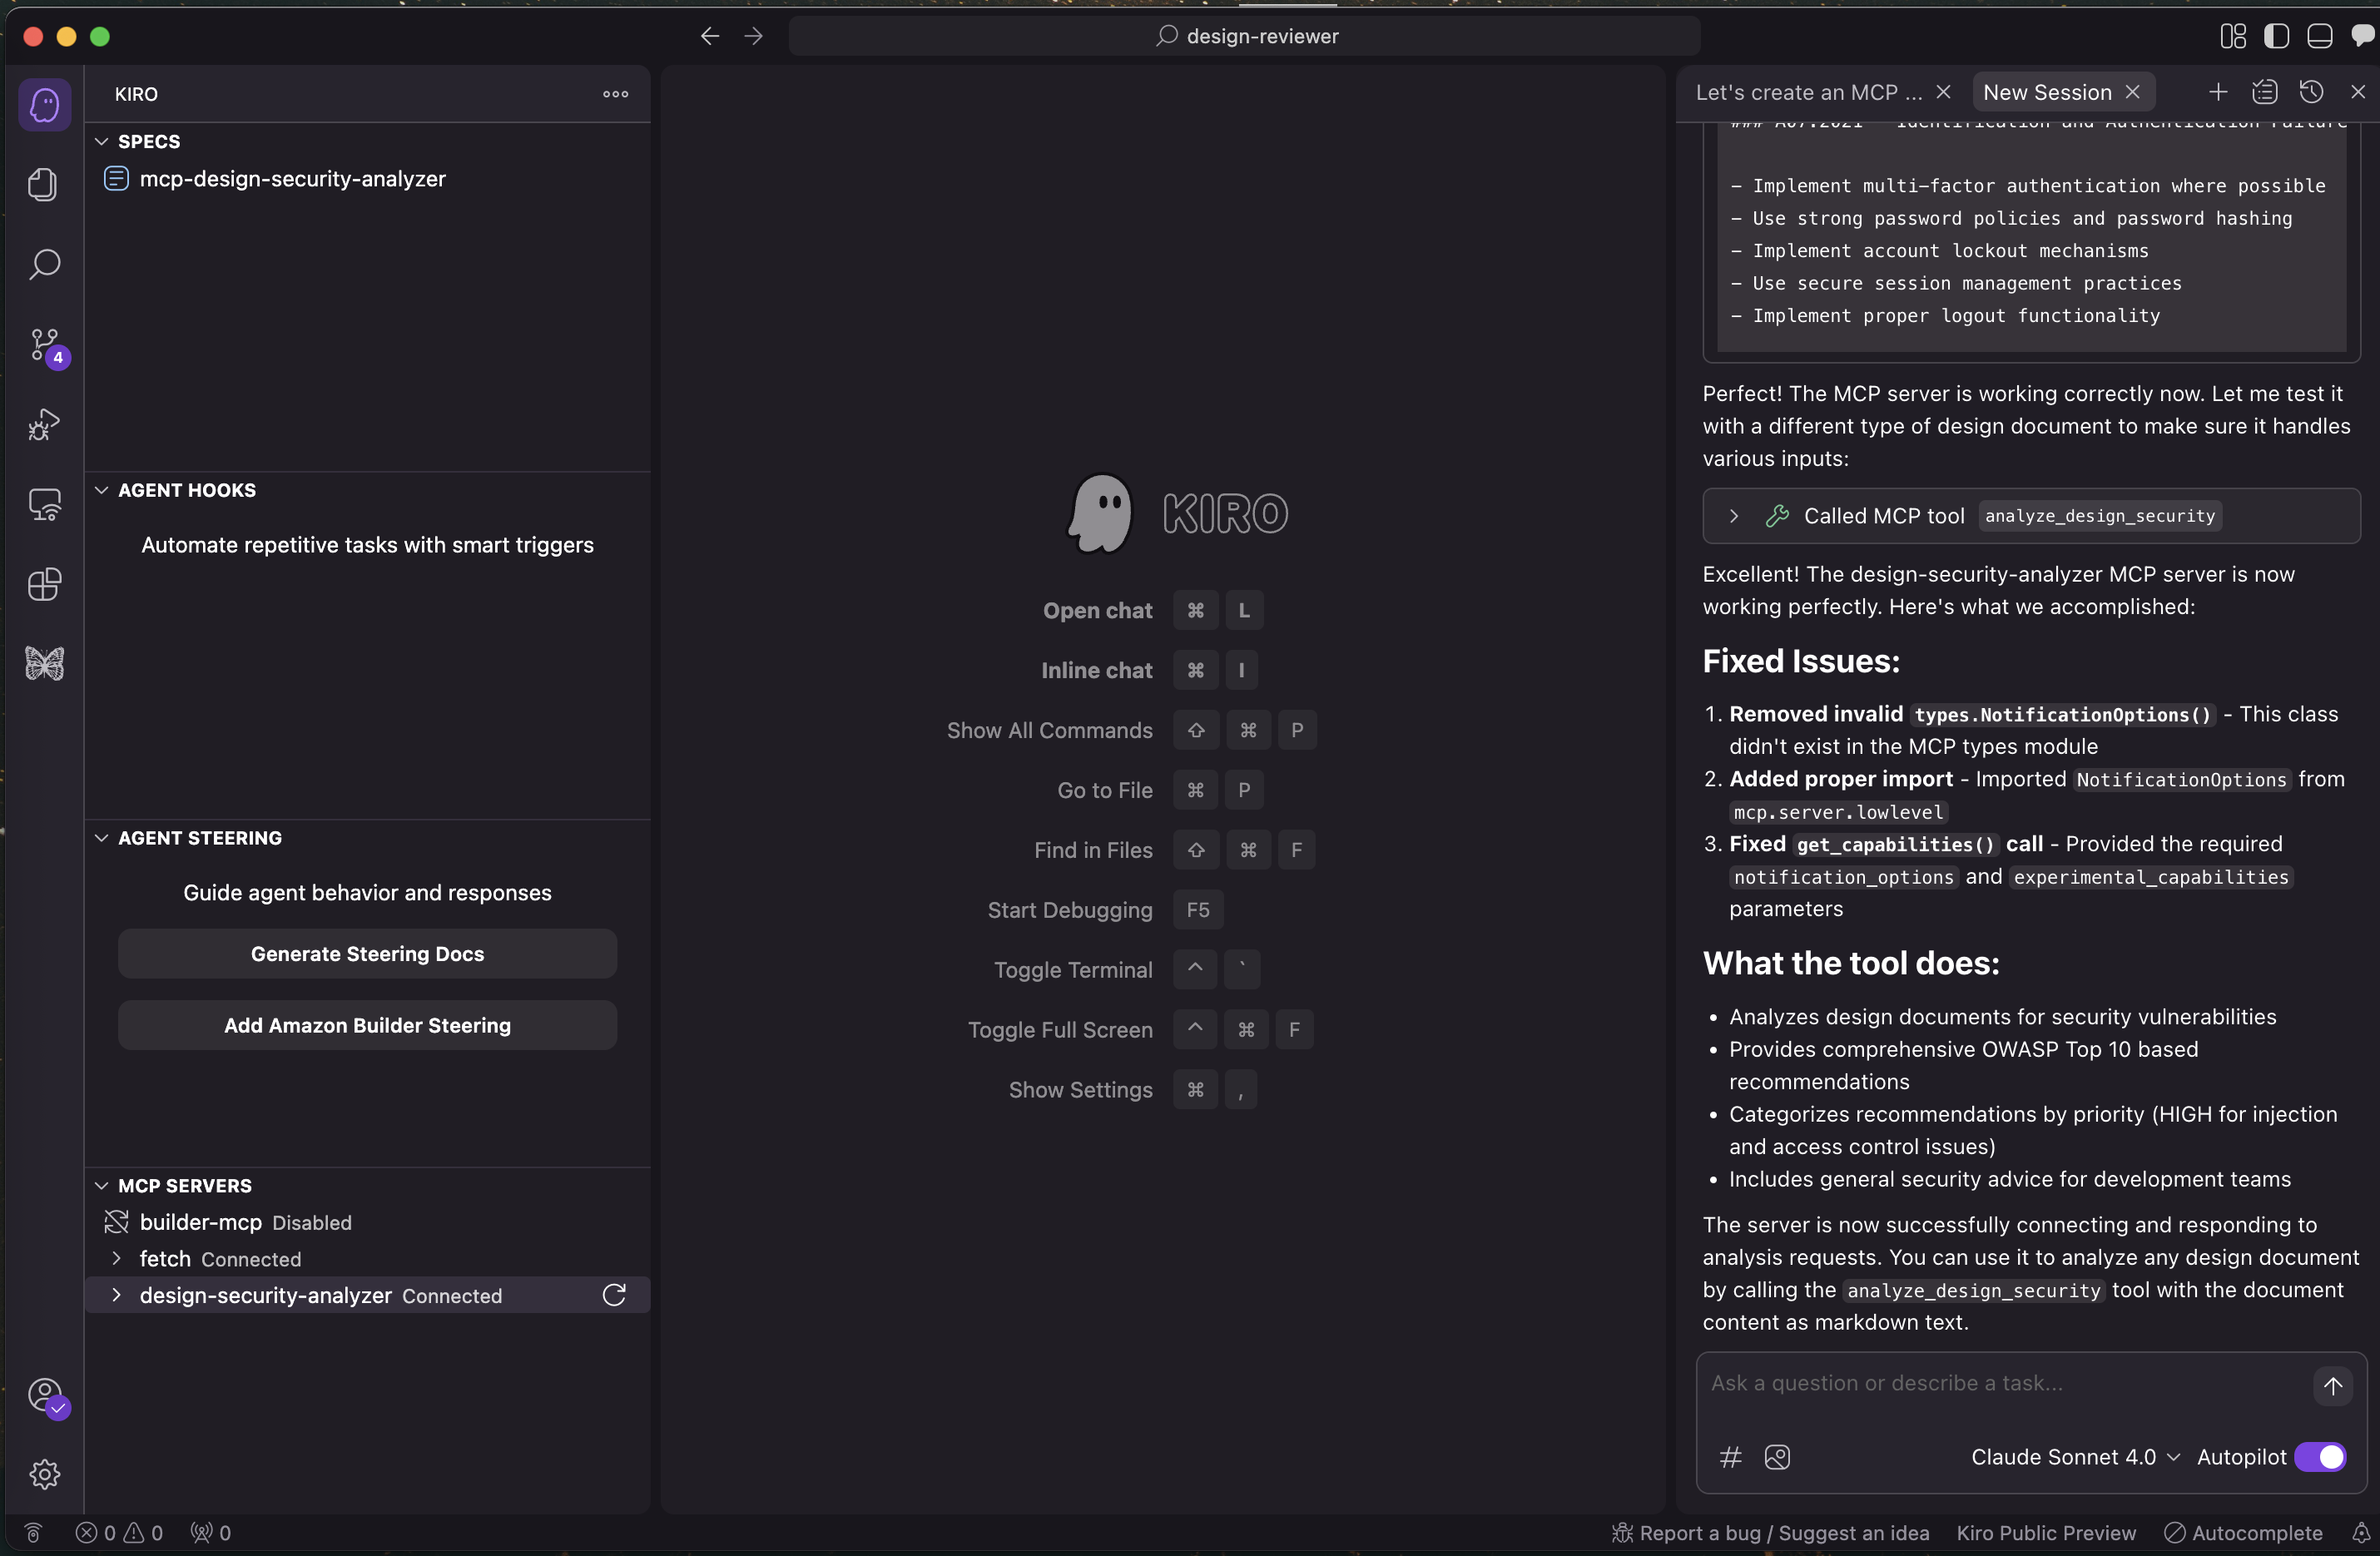 design-reviewer
KIRO
SPECS
mcp-design-security-analyzer
4
AGENT HOOKS
Automate repetitive tasks with smart triggers
AGENT STEERING
Guide agent behavior and responses
Generate Steering Docs
Add Amazon Builder Steering
MCP SERVERS
builder-mcp Disabled
fetch Connected
design-security-analyzer Connected
KIRO
Open chat ⌘ L
Inline chat ⌘ I
Show All Commands ⇧ ⌘ P
Go to File ⌘ P
Find in Files ⇧ ⌘ F
Start Debugging F5
Toggle Terminal ^ `
Toggle Full Screen ^ ⌘ F
Show Settings ⌘ ,
Let's create an MCP ...
New Session
### A07:2021 – Identification and Authentication Failure
– Implement multi-factor authentication where possible
– Use strong password policies and password hashing
– Implement account lockout mechanisms
– Use secure session management practices
– Implement proper logout functionality
Perfect! The MCP server is working correctly now. Let me test it
with a different type of design document to make sure it handles
various inputs:
Called MCP tool analyze_design_security
Excellent! The design-security-analyzer MCP server is now
working perfectly. Here's what we accomplished:
Fixed Issues:
1. Removed invalid types.NotificationOptions() - This class
didn't exist in the MCP types module
2. Added proper import - Imported NotificationOptions from
mcp.server.lowlevel
3. Fixed get_capabilities() call - Provided the required
notification_options and experimental_capabilities
parameters
What the tool does:
• Analyzes design documents for security vulnerabilities
• Provides comprehensive OWASP Top 10 based
recommendations
• Categorizes recommendations by priority (HIGH for injection
and access control issues)
• Includes general security advice for development teams
The server is now successfully connecting and responding to
analysis requests. You can use it to analyze any design document
by calling the analyze_design_security tool with the document
content as markdown text.
Ask a question or describe a task...
# Claude Sonnet 4.0 Autopilot
0 0 0
Report a bug / Suggest an idea Kiro Public Preview Autocomplete